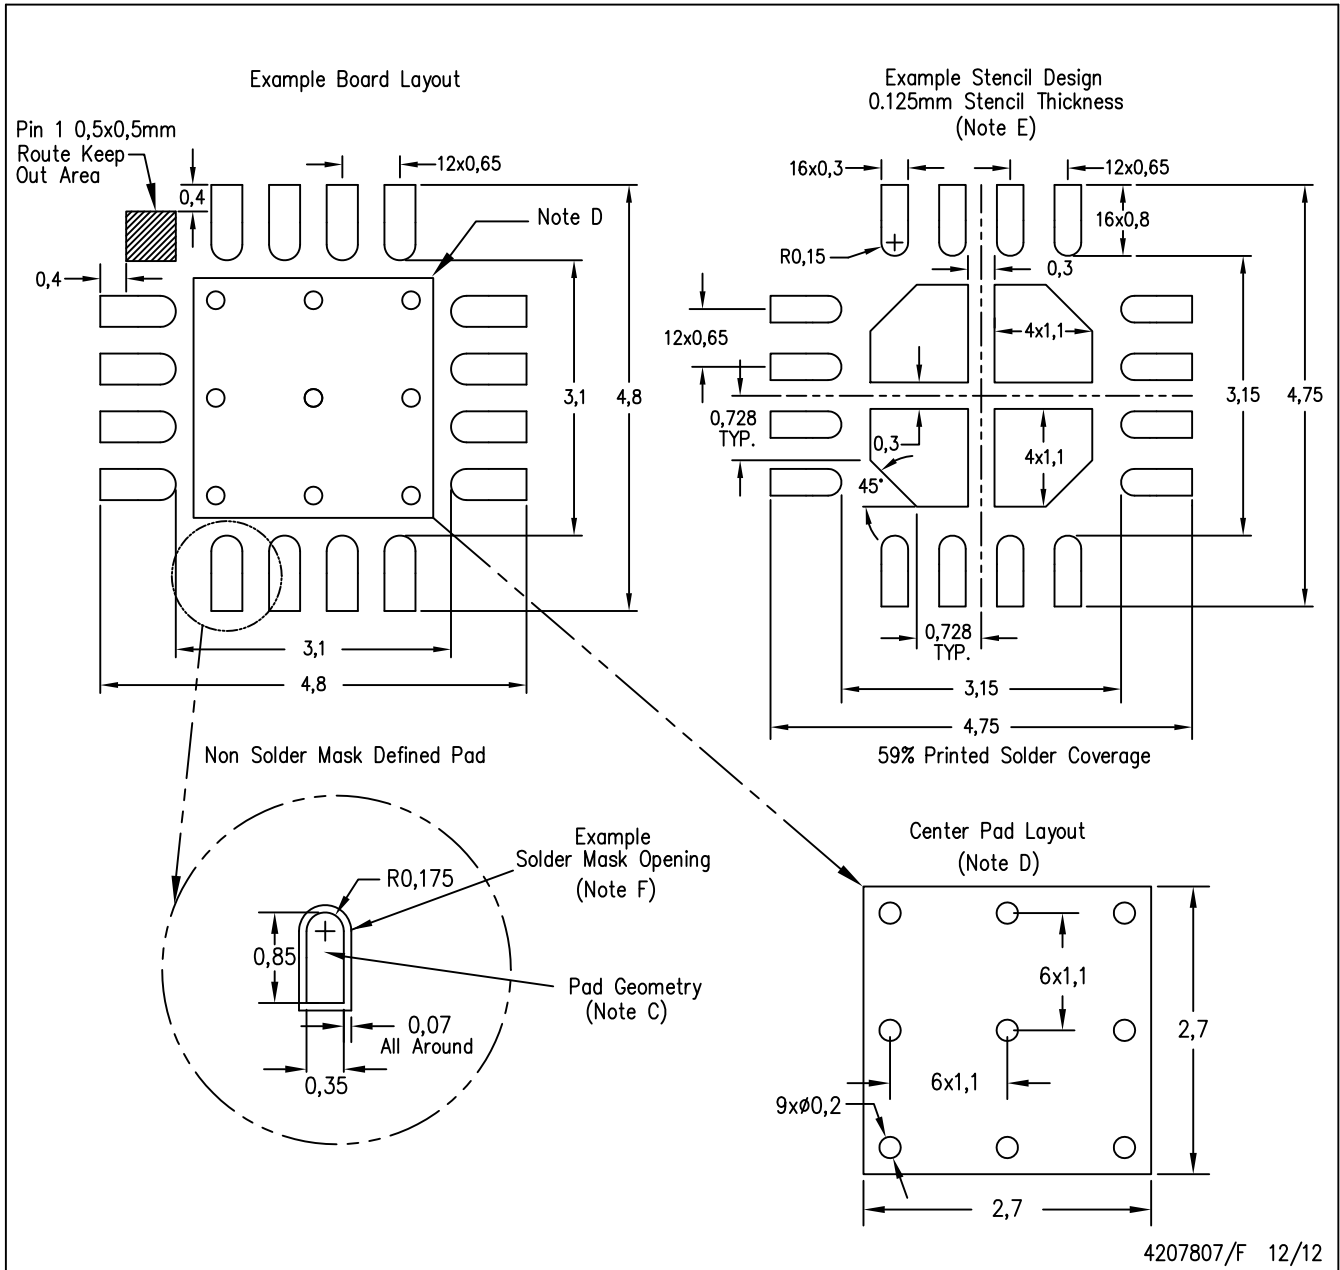 Example Board Layout
Pin 1 0,5x0,5mm
Route Keep
Out Area
0,4
12x0,65
Note D
0,4
3,1
4,8
3,1
4,8
Example Stencil Design
0.125mm Stencil Thickness
(Note E)
16x0,3
12x0,65
16x0,8
R0,15
0,3
4x1,1
12x0,65
3,15
4,75
0,728
TYP.
0,3
4x1,1
45°
0,728
TYP.
3,15
4,75
59% Printed Solder Coverage
Non Solder Mask Defined Pad
Example
Solder Mask Opening
(Note F)
R0,175
0,85
Pad Geometry
(Note C)
0,07
All Around
0,35
Center Pad Layout
(Note D)
6x1,1
2,7
6x1,1
9xø0,2
2,7
4207807/F 12/12